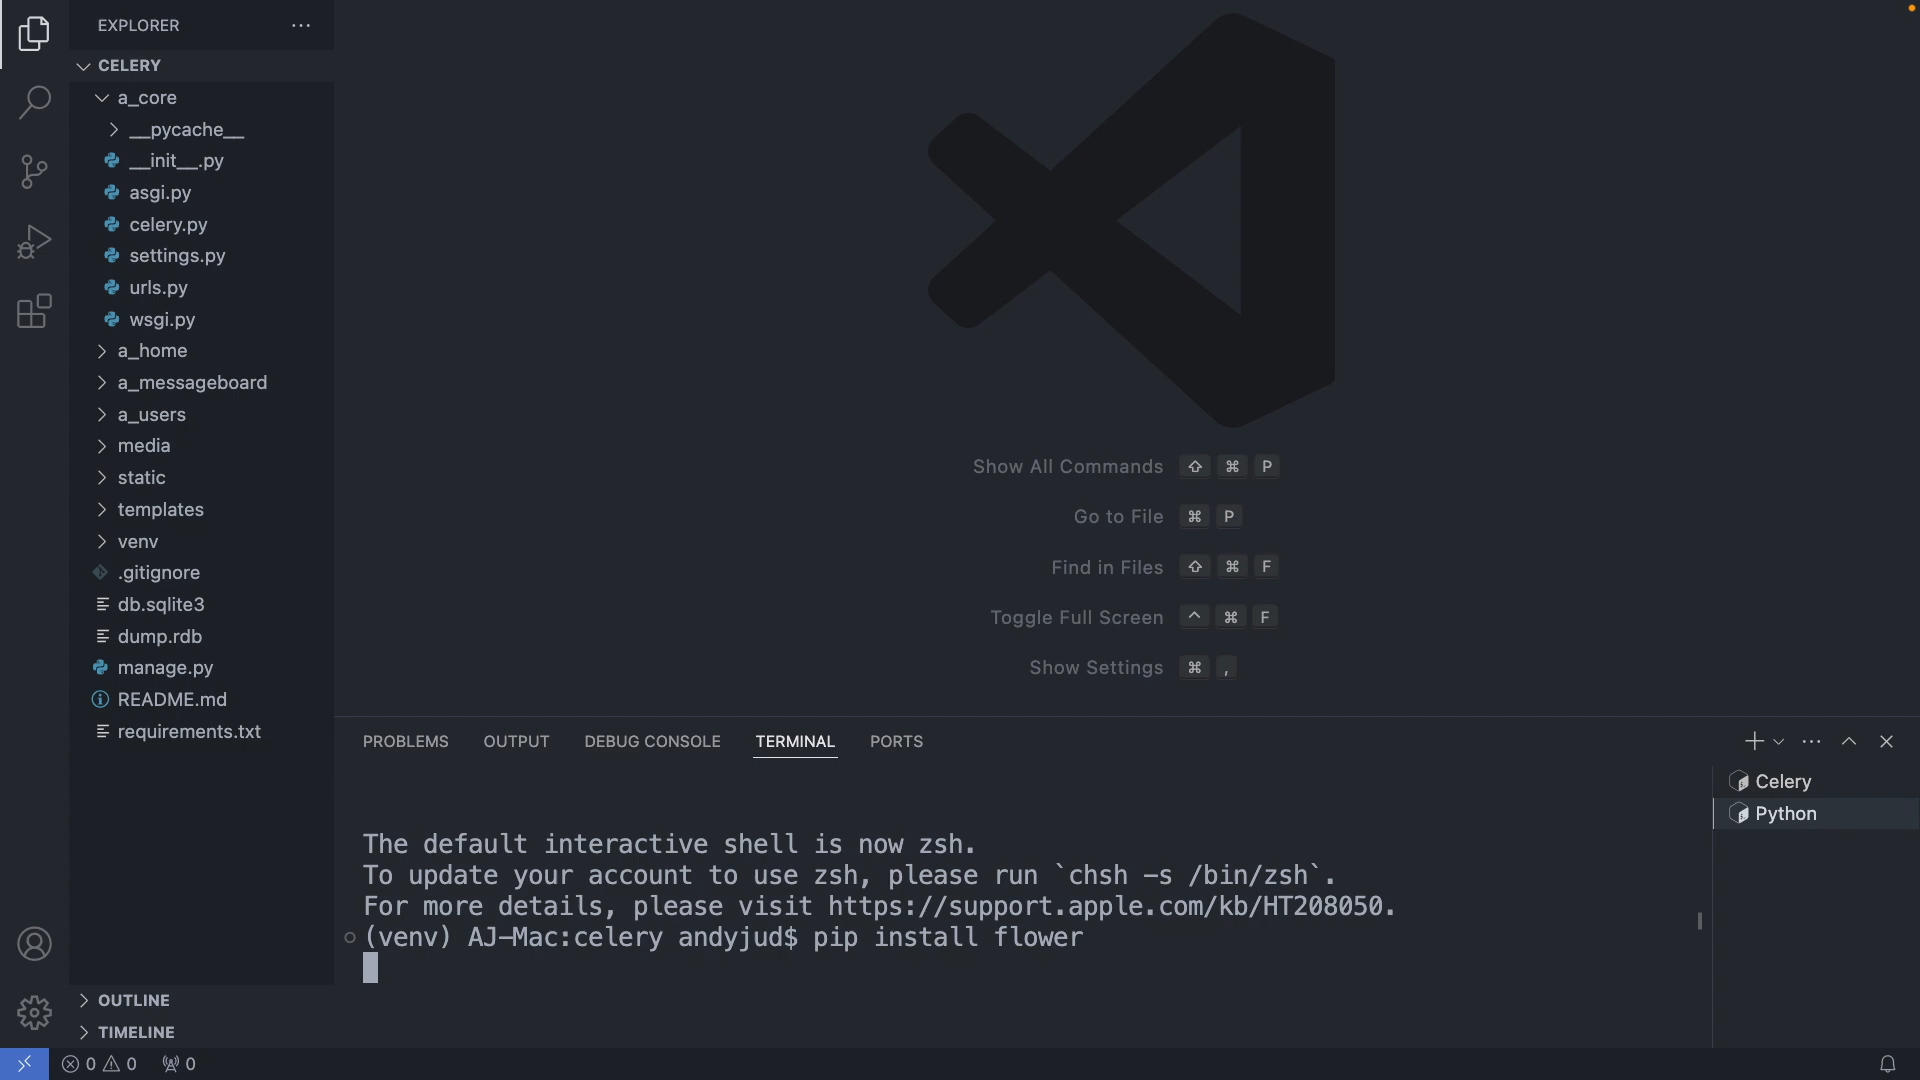 EXPLORER
CELERY
a_core
__pycache__
__init__.py
asgi.py
celery.py
settings.py
urls.py
wsgi.py
a_home
a_messageboard
a_users
media
static
templates
venv
.gitignore
db.sqlite3
dump.rdb
manage.py
README.md
requirements.txt
OUTLINE
TIMELINE
Show All Commands ⇧ ⌘ P
Go to File ⌘ P
Find in Files ⇧ ⌘ F
Toggle Full Screen ^ ⌘ F
Show Settings ⌘ ,
PROBLEMS OUTPUT DEBUG CONSOLE TERMINAL PORTS
The default interactive shell is now zsh.
To update your account to use zsh, please run `chsh -s /bin/zsh`.
For more details, please visit https://support.apple.com/kb/HT208050.
(venv) AJ-Mac:celery andyjud$ pip install flower
Celery
Python
0 0 0